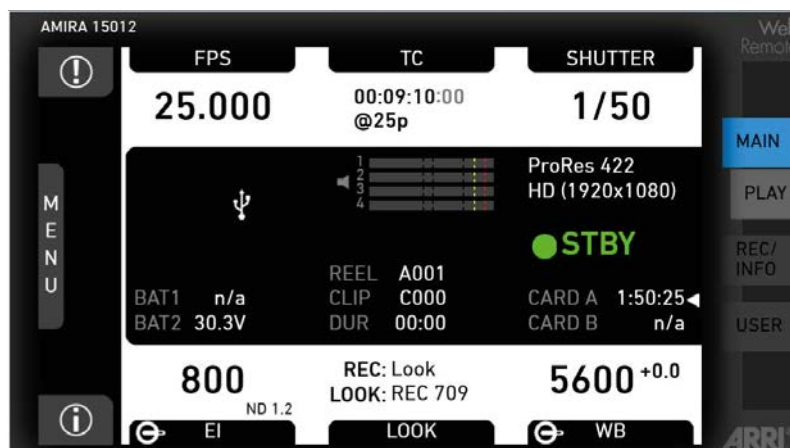 AMIRA 15012
FPS
TC
SHUTTER
25.000
00:09:10:00
@25p
1/50
MENU
1
2
3
4
ProRes 422
HD (1920x1080)
STBY
BAT1 n/a
BAT2 30.3V
REEL A001
CLIP C000
DUR 00:00
CARD A 1:50:25
CARD B n/a
800
ND 1.2
REC: Look
LOOK: REC 709
5600 +0.0
EI
LOOK
WB
MAIN
PLAY
REC/
INFO
USER